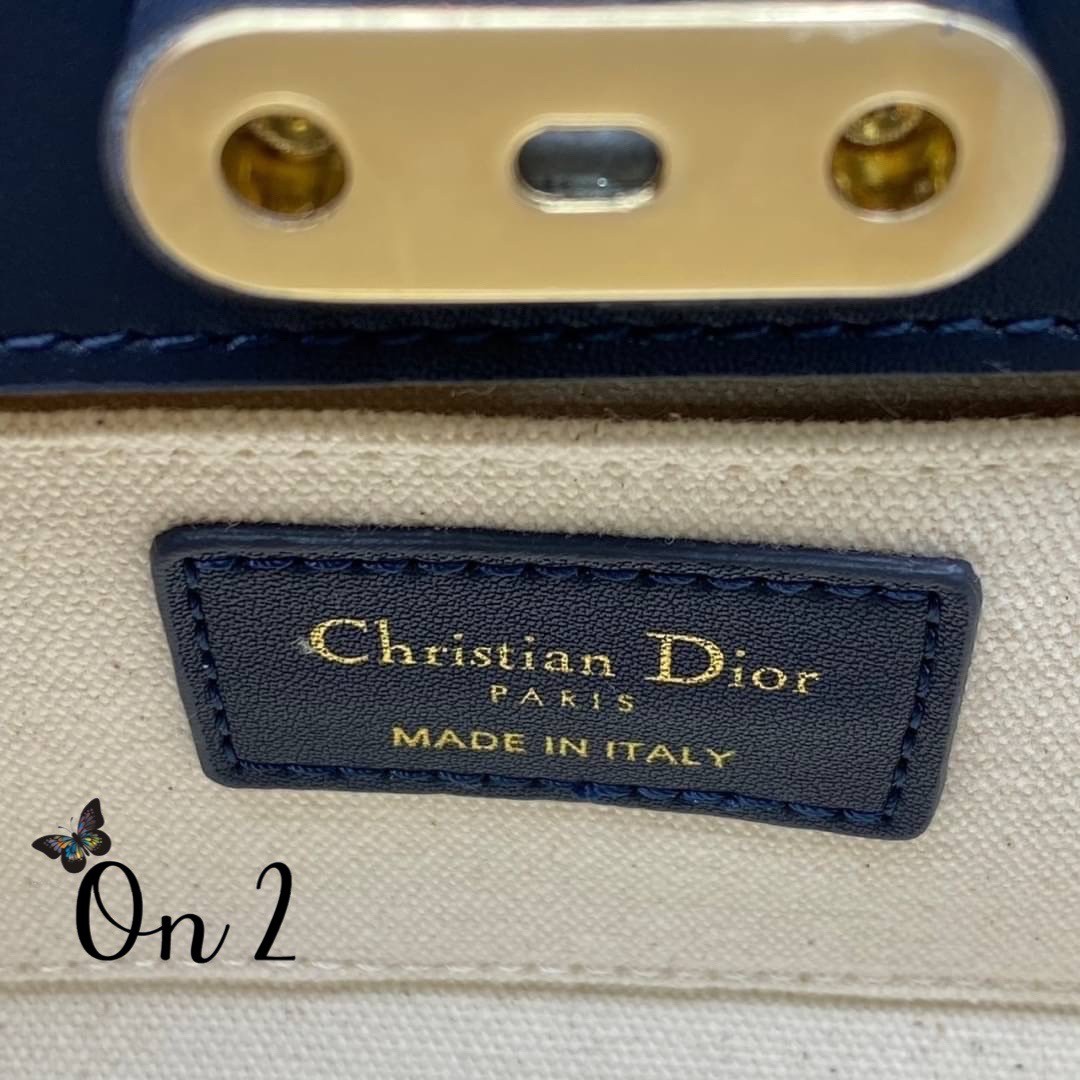 Christian Dior
PARIS
MADE IN ITALY
On 2